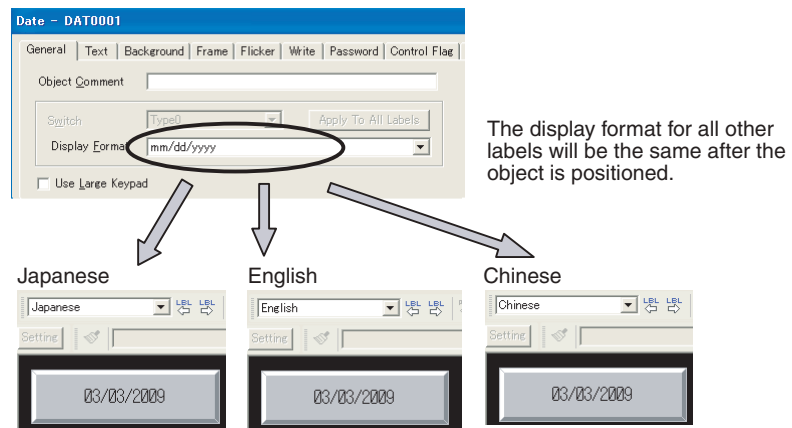 Date - DAT0001
General Text Background Frame Flicker Write Password Control Flag
Object Comment
Switch Type0 Apply To All Labels
Display Format mm/dd/yyyy
Use Large Keypad
The display format for all other
labels will be the same after the
object is positioned.
Japanese English Chinese
Japanese LBL LBL English LBL LBL Chinese LBL LBL
Setting Setting Setting
03/03/2009 03/03/2009 03/03/2009